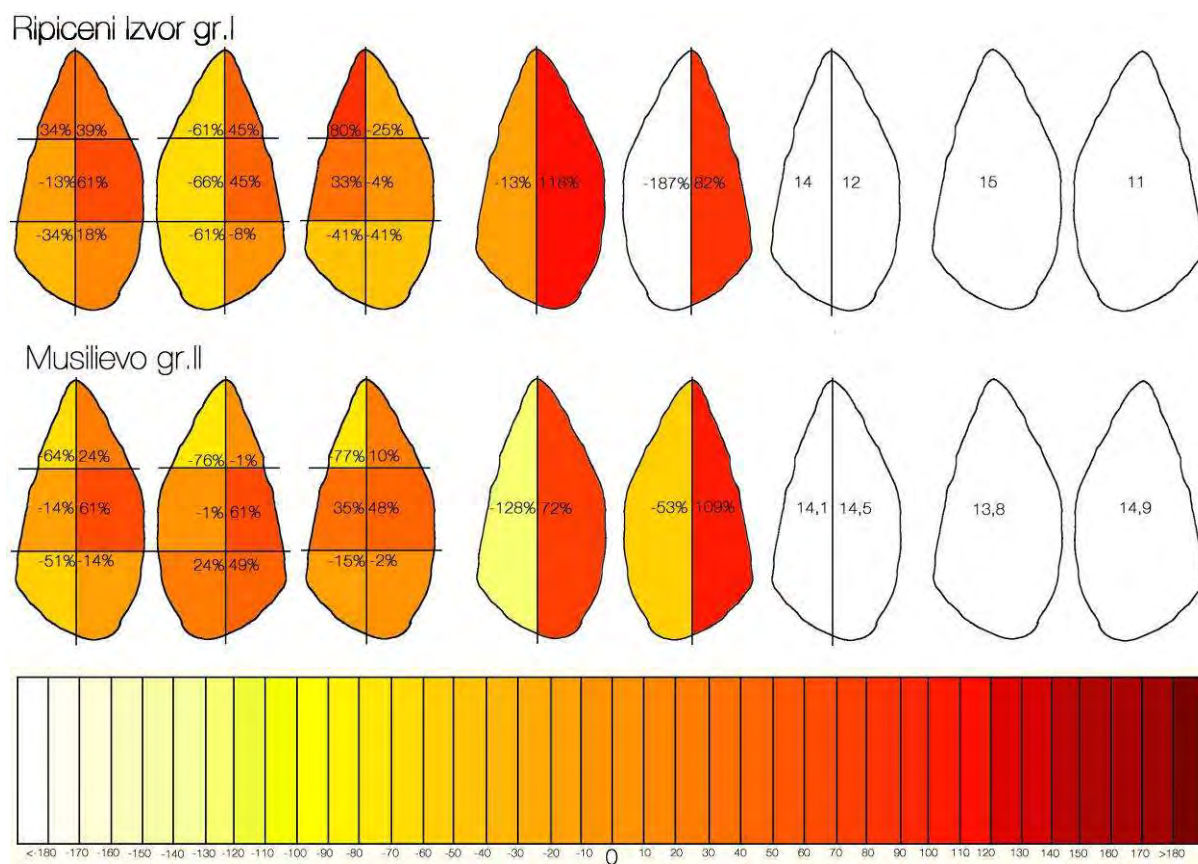 Ripiceni Izvor gr.I
34% 39% -61% 45% 80% -25%
-13% 61% -66% 45% 33% -4% -13% 118% -187% 82% 14 12 15 11
-34% 18% -61% -8% -41% -41%
Musilievo gr.II
-64% 24% -76% -1% -77% 10%
-14% 61% -1% 61% 35% 48% -128% 72% -53% 109% 14,1 14,5 13,8 14,9
-51% -14% 24% 49% -15% -2%
<-180 -170 -160 -150 -140 -130 -120 -110 -100 -90 -80 -70 -60 -50 -40 -30 -20 -10 0 10 20 30 40 50 60 70 80 90 100 110 120 130 140 150 160 170 >180